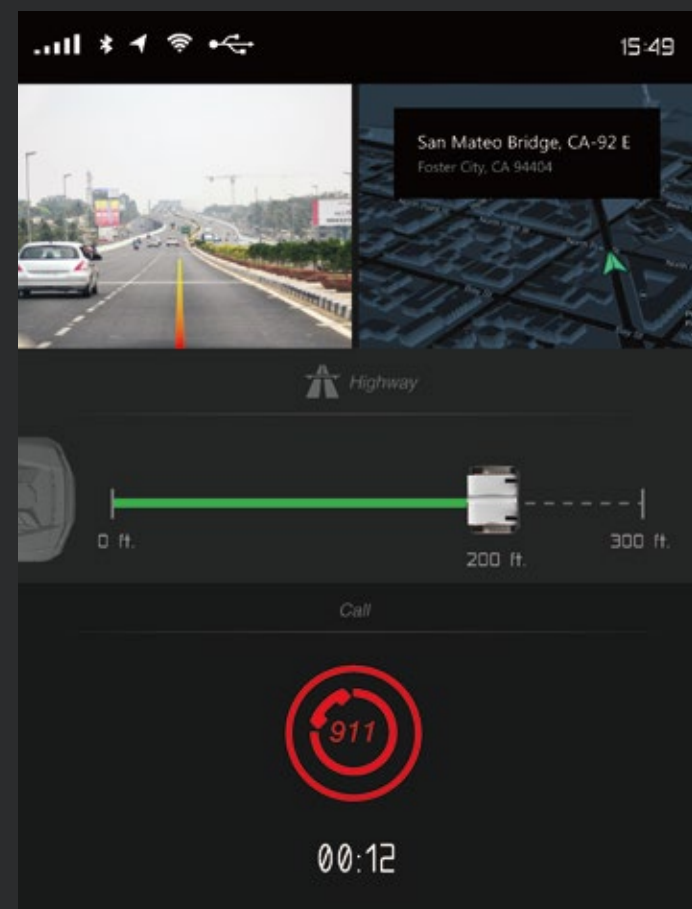 15:49
San Mateo Bridge, CA-92 E
Foster City, CA 94404
Highway
0 ft.
200 ft.
300 ft.
Call
911
00:12